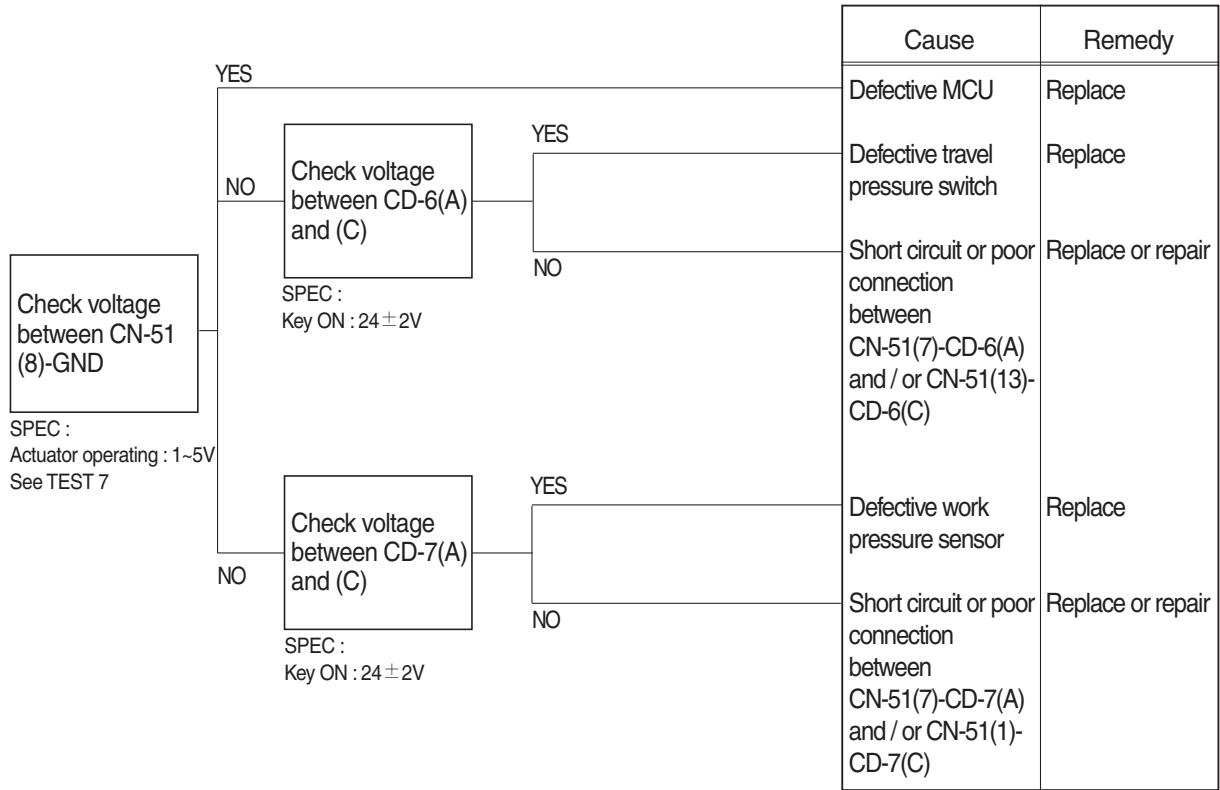 Cause Remedy
YES
Defective MCU Replace
YES
Check voltage
between CD-6(A)
and (C)
NO
Defective travel
pressure switch
Replace
NO
Short circuit or poor
connection
between
CN-51(7)-CD-6(A)
and / or CN-51(13)-
CD-6(C)
Replace or repair
SPEC :
Key ON : 24±2V
Check voltage
between CN-51
(8)-GND
SPEC :
Actuator operating : 1~5V
See TEST 7
YES
Check voltage
between CD-7(A)
and (C)
NO
Defective work
pressure sensor
Replace
NO
Short circuit or poor
connection
between
CN-51(7)-CD-7(A)
and / or CN-51(1)-
CD-7(C)
Replace or repair
SPEC :
Key ON : 24±2V